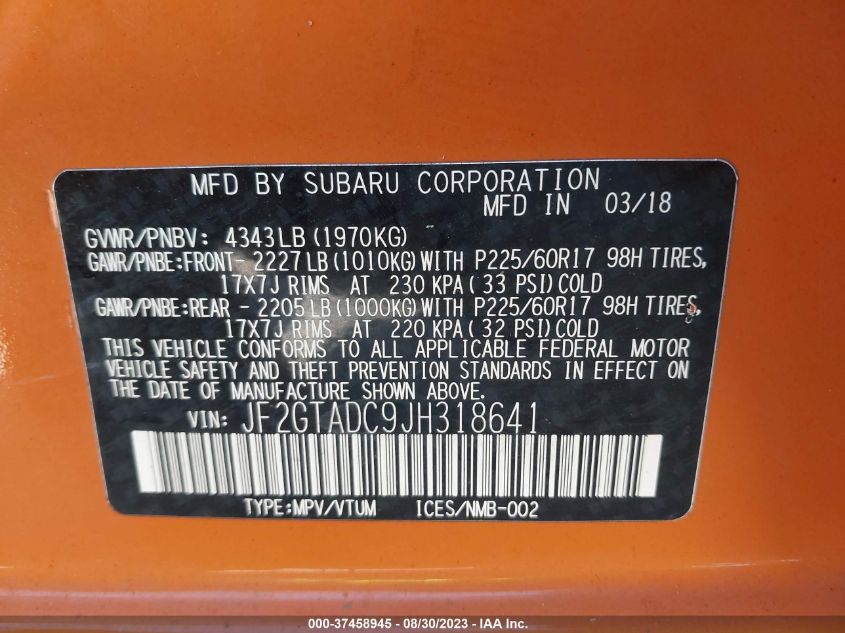 MFD BY SUBARU CORPORATION
MFD IN 03/18
GVWR/PNBV: 4343LB (1970KG)
GAWR/PNBE:FRONT- 2227LB (1010KG) WITH P225/60R17 98H TIRES,
17X7J RIMS AT 230 KPA ( 33 PSI) COLD
GAWR/PNBE:REAR - 2205LB (1000KG) WITH P225/60R17 98H TIRES,
17X7J RIMS AT 220 KPA ( 32 PSI) COLD
THIS VEHICLE CONFORMS TO ALL APPLICABLE FEDERAL MOTOR
VEHICLE SAFETY AND THEFT PREVENTION STANDARDS IN EFFECT ON
THE DATE OF MANUFACTURE SHOWN ABOVE.
VIN: JF2GTADC9JH318641
TYPE:MPV/VTUM ICES/NMB-002
000-37458945 - 08/30/2023 - IAA Inc.